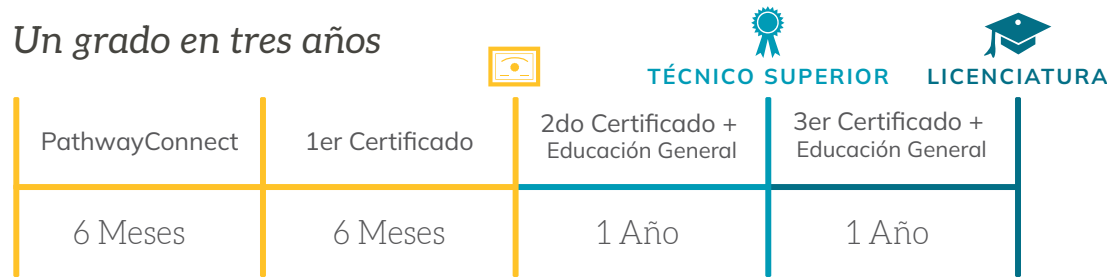 Un grado en tres años
TÉCNICO SUPERIOR
LICENCIATURA
PathwayConnect
1er Certificado
2do Certificado +
Educación General
3er Certificado +
Educación General
6 Meses
6 Meses
1 Año
1 Año